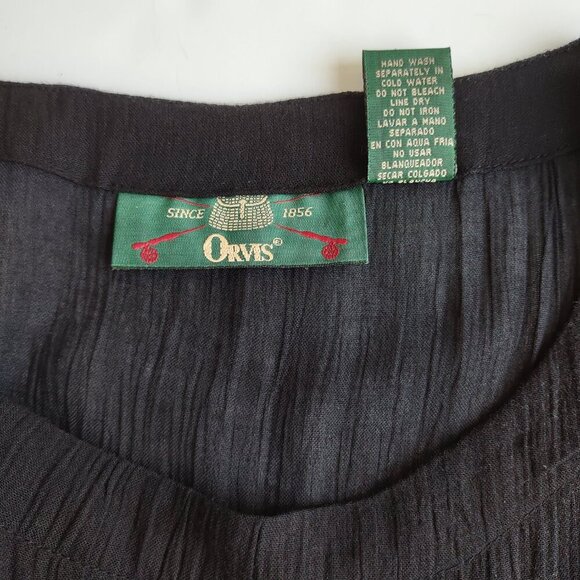 HAND WASH
SEPARATELY IN
COLD WATER
DO NOT BLEACH
LINE DRY
DO NOT IRON
LAVAR A MANO
SEPARADO
EN CON AQUA FRIA
NO USAR
BLANQUEADOR
SECAR COLGADO
SINCE 1856
ORVIS®